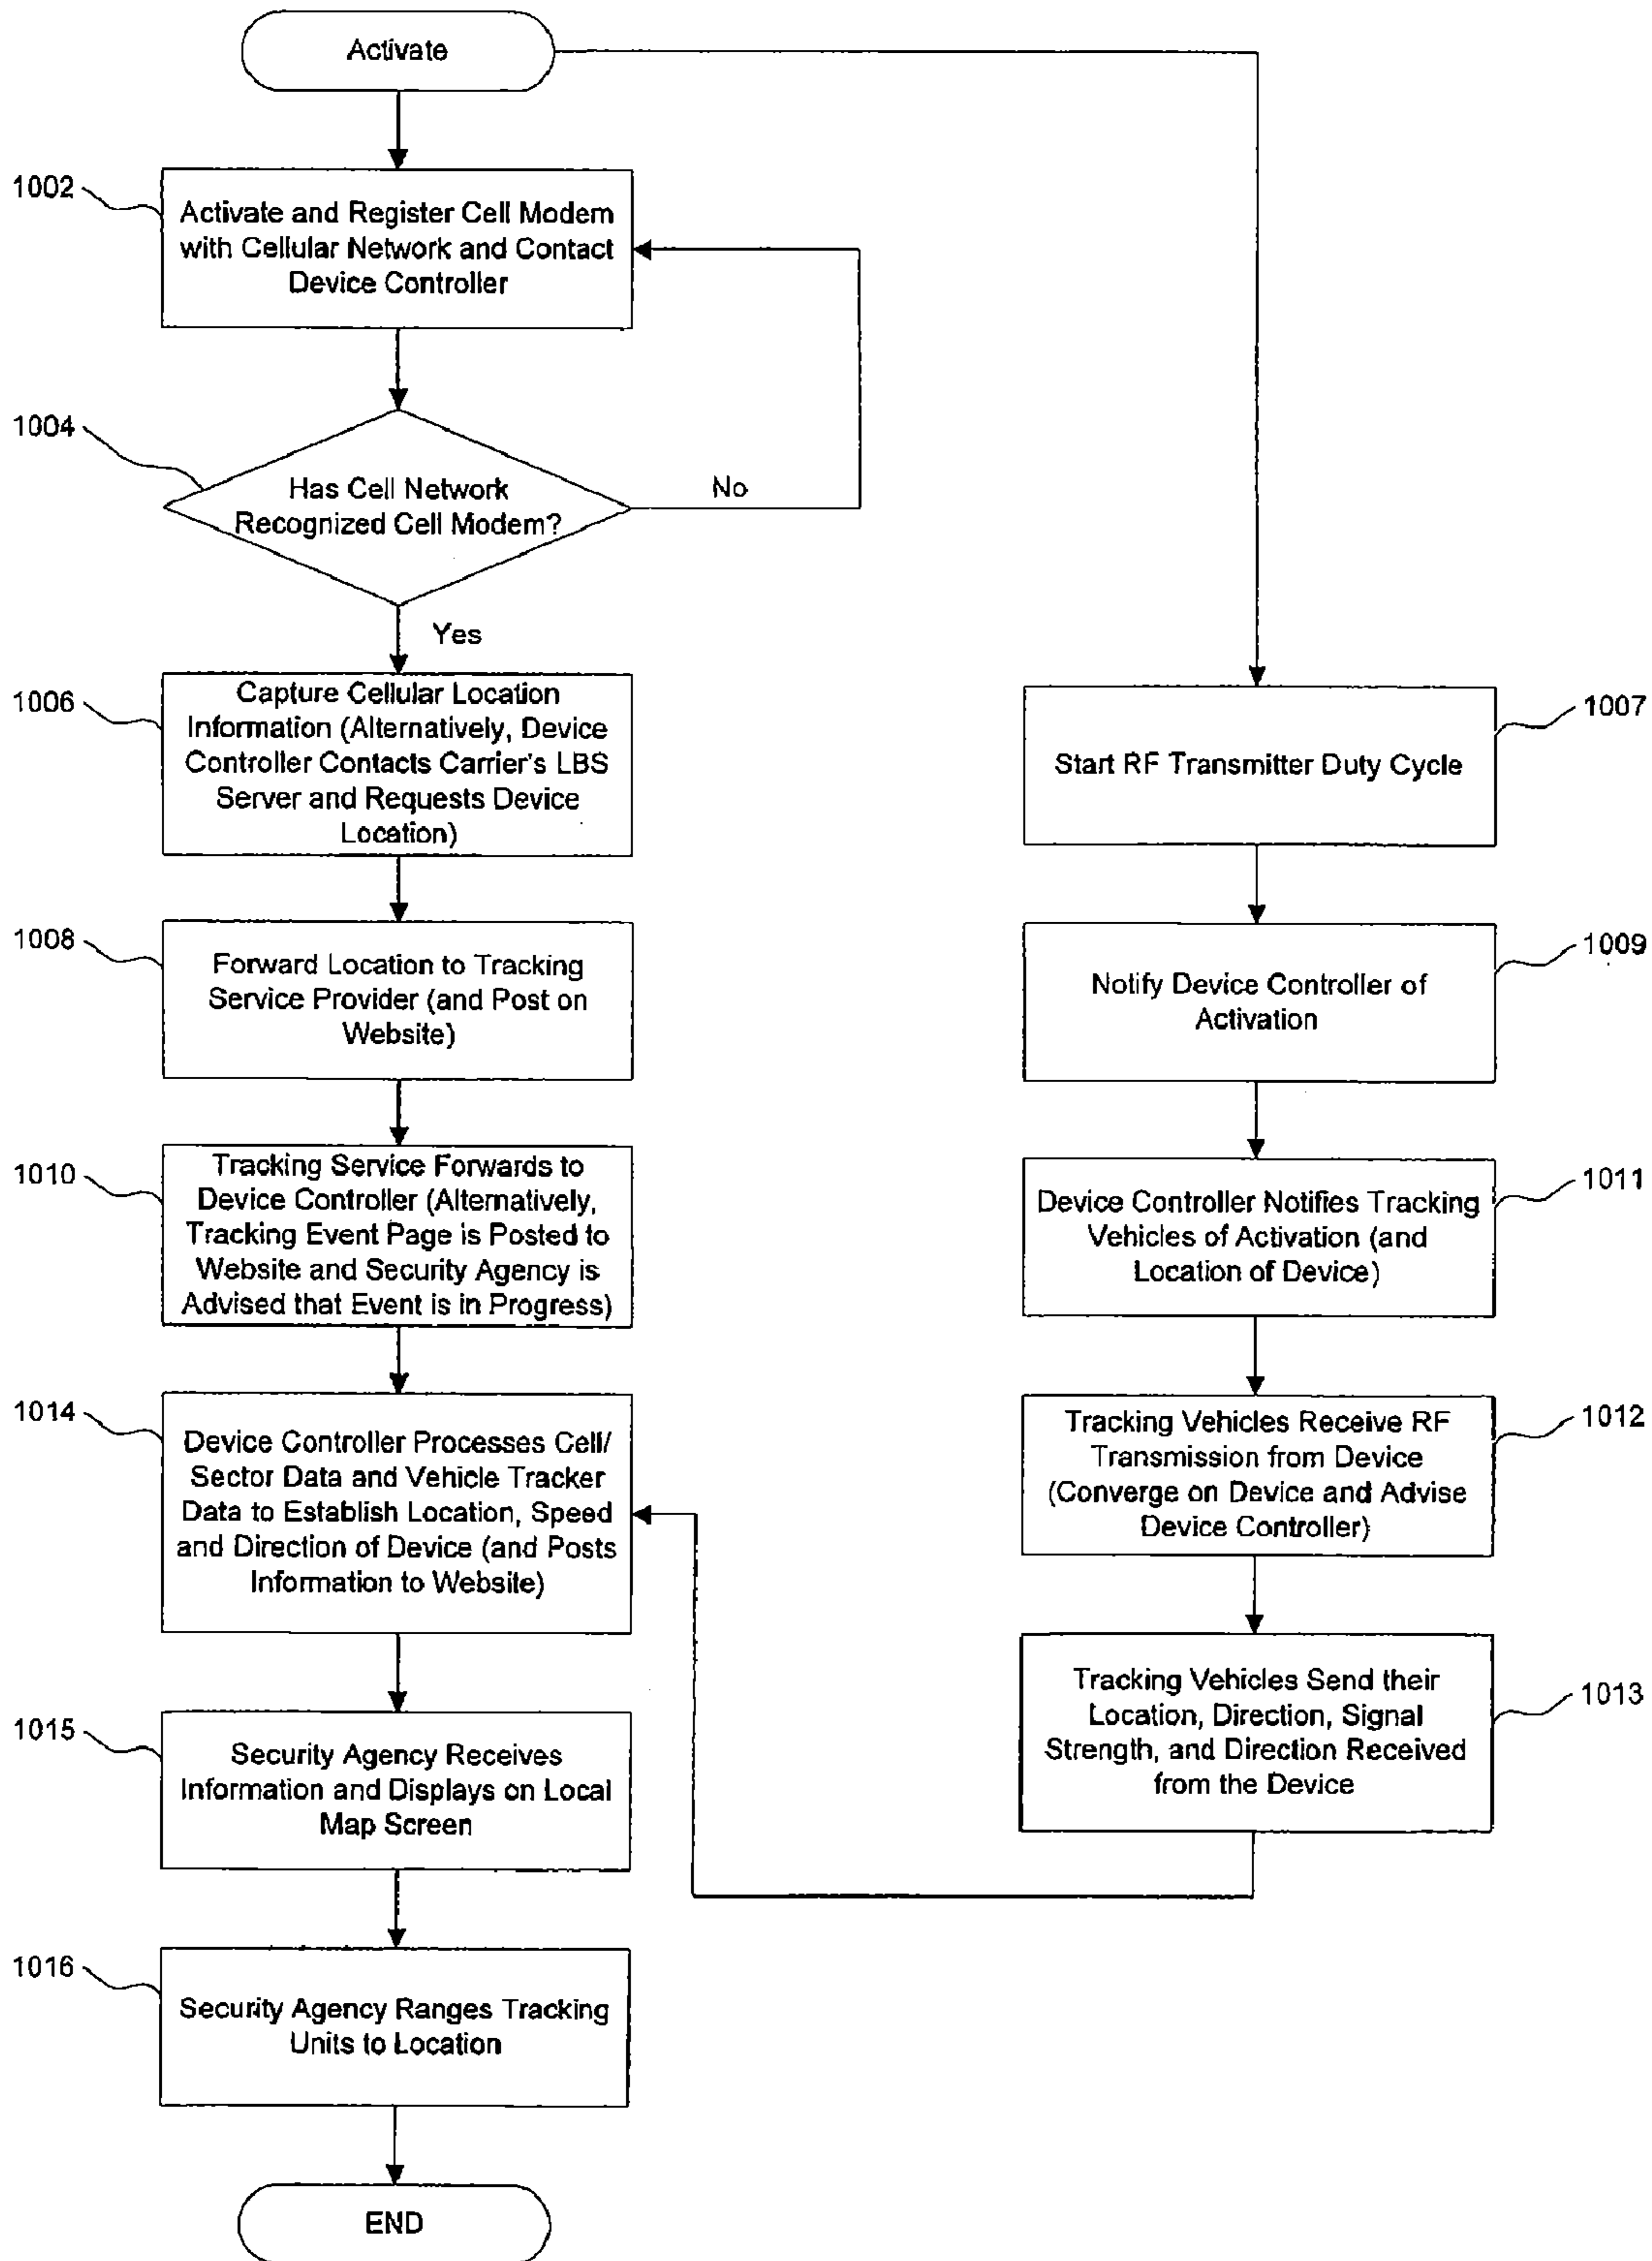 Activate
1002
Activate and Register Cell Modem
with Cellular Network and Contact
Device Controller
1004
Has Cell Network
Recognized Cell Modem?
No
Yes
1006
Capture Cellular Location
Information (Alternatively, Device
Controller Contacts Carrier's LBS
Server and Requests Device
Location)
1007
Start RF Transmitter Duty Cycle
1008
Forward Location to Tracking
Service Provider (and Post on
Website)
1009
Notify Device Controller of
Activation
1010
Tracking Service Forwards to
Device Controller (Alternatively,
Tracking Event Page is Posted to
Website and Security Agency is
Advised that Event is in Progress)
1011
Device Controller Notifies Tracking
Vehicles of Activation (and
Location of Device)
1014
Device Controller Processes Cell/
Sector Data and Vehicle Tracker
Data to Establish Location, Speed
and Direction of Device (and Posts
Information to Website)
1012
Tracking Vehicles Receive RF
Transmission from Device
(Converge on Device and Advise
Device Controller)
1013
Tracking Vehicles Send their
Location, Direction, Signal
Strength, and Direction Received
from the Device
1015
Security Agency Receives
Information and Displays on Local
Map Screen
1016
Security Agency Ranges Tracking
Units to Location
END